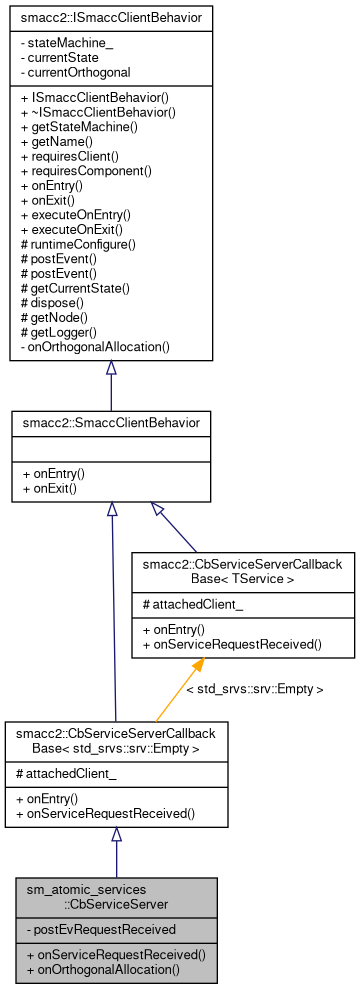 smacc2::ISmaccClientBehavior
- stateMachine_
- currentState
- currentOrthogonal
+ ISmaccClientBehavior()
+ ~ISmaccClientBehavior()
+ getStateMachine()
+ getName()
+ requiresClient()
+ requiresComponent()
+ onEntry()
+ onExit()
+ executeOnEntry()
+ executeOnExit()
# runtimeConfigure()
# postEvent()
# postEvent()
# getCurrentState()
# dispose()
# getNode()
# getLogger()
- onOrthogonalAllocation()
smacc2::SmaccClientBehavior
+ onEntry()
+ onExit()
smacc2::CbServiceServerCallback
Base< TService >
# attachedClient_
+ onEntry()
+ onServiceRequestReceived()
< std_srvs::srv::Empty >
smacc2::CbServiceServerCallback
Base< std_srvs::srv::Empty >
# attachedClient_
+ onEntry()
+ onServiceRequestReceived()
sm_atomic_services
::CbServiceServer
- postEvRequestReceived
+ onServiceRequestReceived()
+ onOrthogonalAllocation()